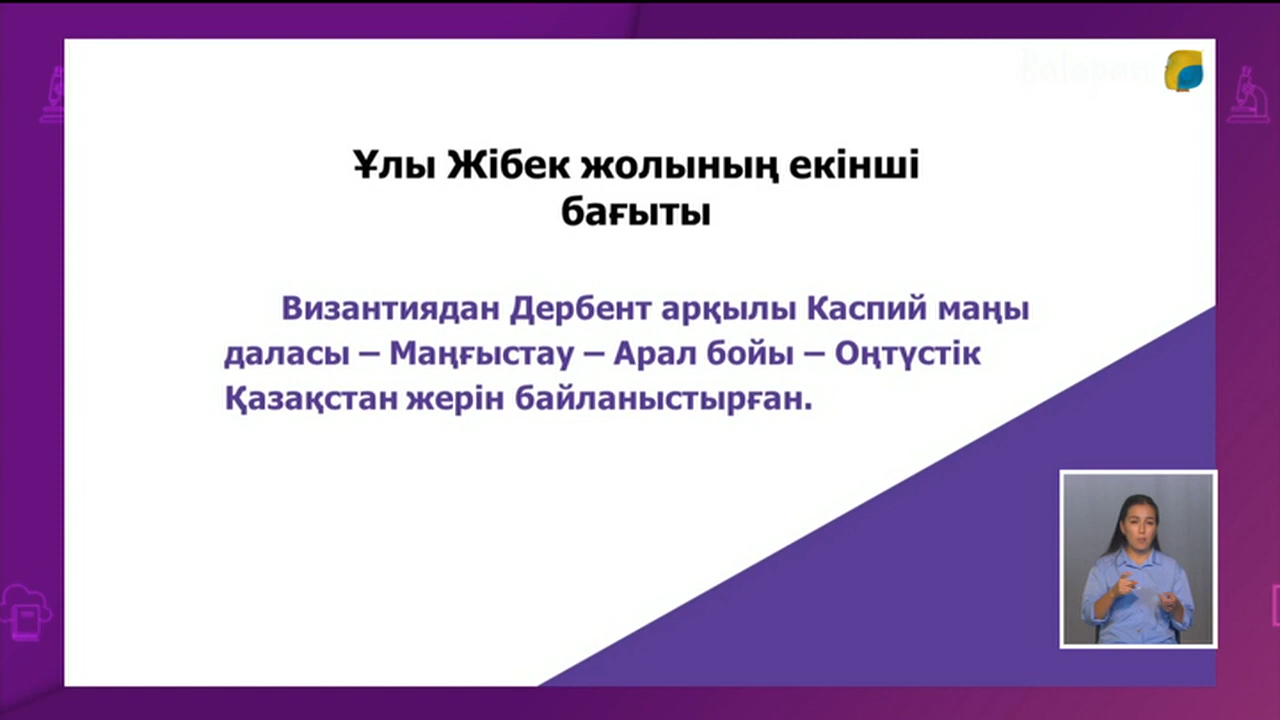 Ұлы Жібек жолының екінші
бағыты
Византиядан Дербент арқылы Каспий маңы
даласы – Маңғыстау – Арал бойы – Оңтүстік
Қазақстан жерін байланыстырған.